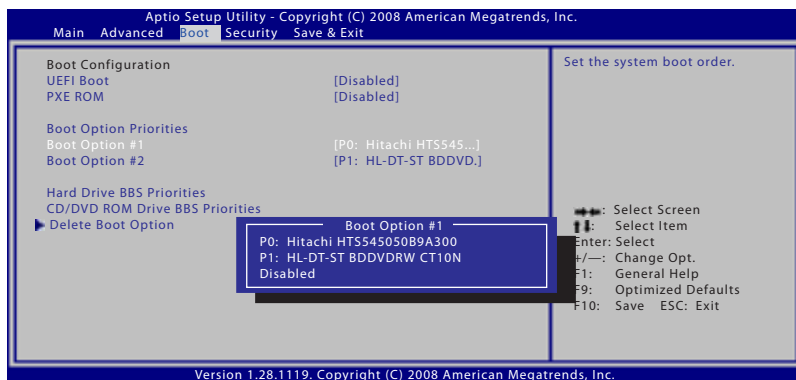 Aptio Setup Utility - Copyright (C) 2008 American Megatrends, Inc.
Main Advanced Boot Security Save & Exit
Boot Configuration
UEFI Boot [Disabled]
PXE ROM [Disabled]
Boot Option Priorities
Boot Option #1 [P0: Hitachi HTS545...]
Boot Option #2 [P1: HL-DT-ST BDDVD.]
Hard Drive BBS Priorities
CD/DVD ROM Drive BBS Priorities
Delete Boot Option
Boot Option #1
P0: Hitachi HTS545050B9A300
P1: HL-DT-ST BDDVDRW CT10N
Disabled
Set the system boot order.
→←: Select Screen
↑↓: Select Item
Enter: Select
+/—: Change Opt.
F1: General Help
F9: Optimized Defaults
F10: Save ESC: Exit
Version 1.28.1119. Copyright (C) 2008 American Megatrends, Inc.